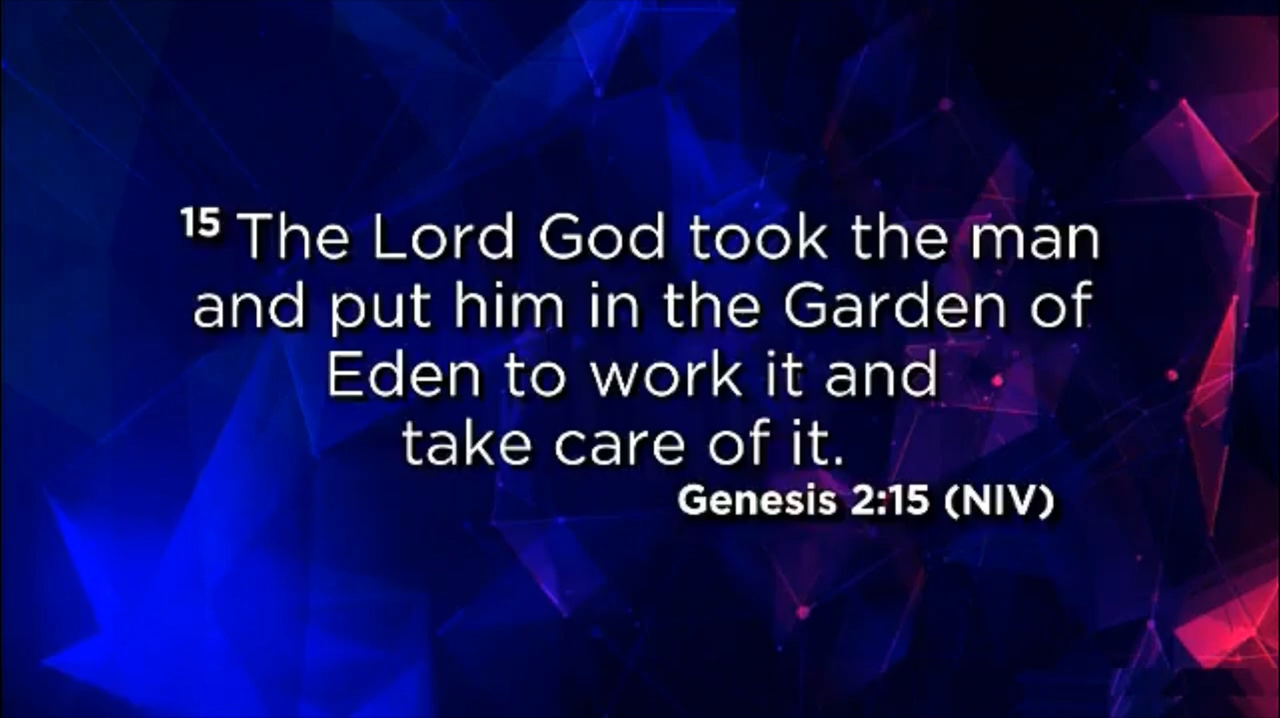 15 The Lord God took the man
and put him in the Garden of
Eden to work it and
take care of it.
Genesis 2:15 (NIV)